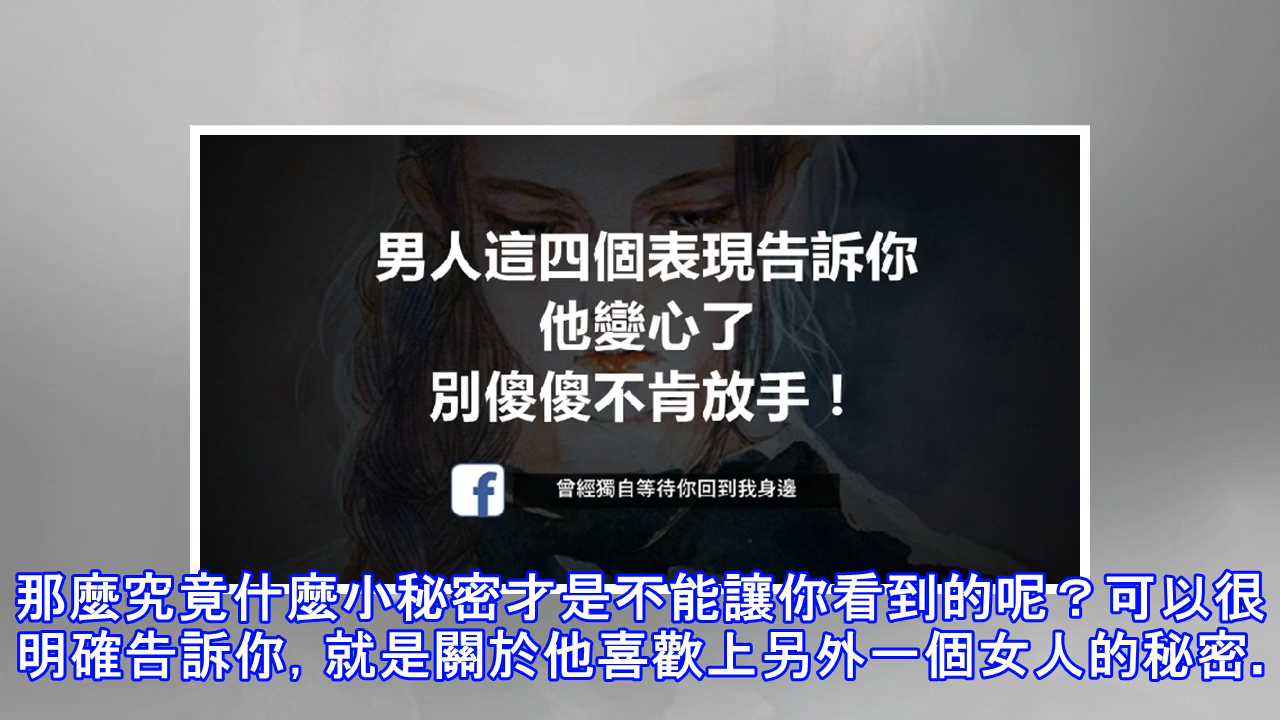 男人這四個表現告訴你
他變心了
別傻傻不肯放手！
f
曾經獨自等待你回到我身邊
那麼究竟什麼小秘密才是不能讓你看到的呢？可以很
明確告訴你, 就是關於他喜歡上另外一個女人的秘密.